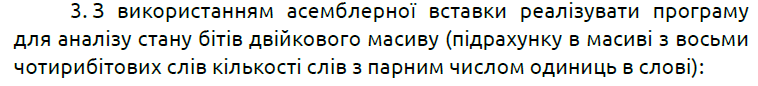 3. З використанням асемблерної вставки реалізувати програму
для аналізу стану бітів двійкового масиву (підрахунку в масиві з восьми
чотирибітових слів кількості слів з парним числом одиниць в слові):